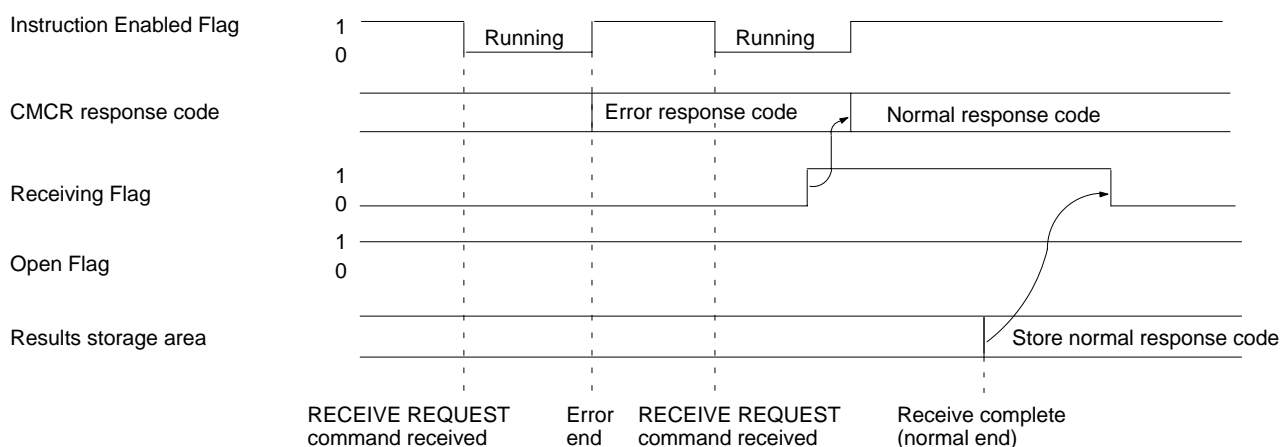 Instruction Enabled Flag 1
0
Running Running
CMCR response code Error response code Normal response code
Receiving Flag 1
0
Open Flag 1
0
Results storage area Store normal response code
RECEIVE REQUEST
command received
Error
end
RECEIVE REQUEST
command received
Receive complete
(normal end)